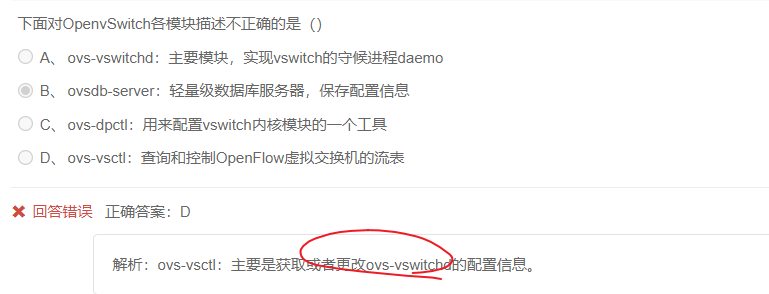 下面对OpenvSwitch各模块描述不正确的是（）
A、 ovs-vswitchd：主要模块，实现vswitch的守候进程daemo
B、 ovsdb-server：轻量级数据库服务器，保存配置信息
C、 ovs-dpctl：用来配置vswitch内核模块的一个工具
D、 ovs-vsctl：查询和控制OpenFlow虚拟交换机的流表
✖ 回答错误 正确答案：D
解析：ovs-vsctl：主要是获取或者更改ovs-vswitchd的配置信息。